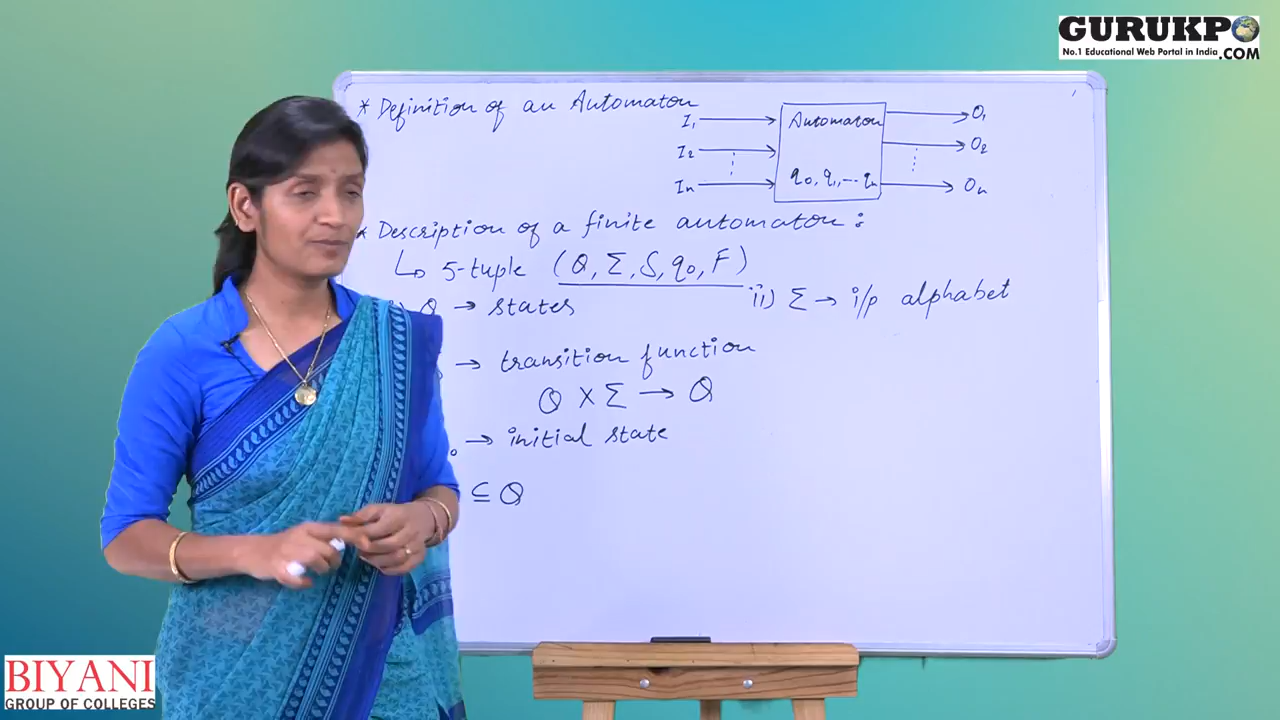 GURUKPO
No.1 Educational Web Portal in India .COM
* Definition of an Automaton
I1
I2
In
Automaton
q0, q1, ... qn
O1
O2
On
* Description of a finite automaton :
↳ 5-tuple (Q, Σ, δ, q0, F)
Q → states
ii) Σ → i/p alphabet
→ transition function
Q X Σ → Q
→ initial state
⊆ Q
BIYANI
GROUP OF COLLEGES